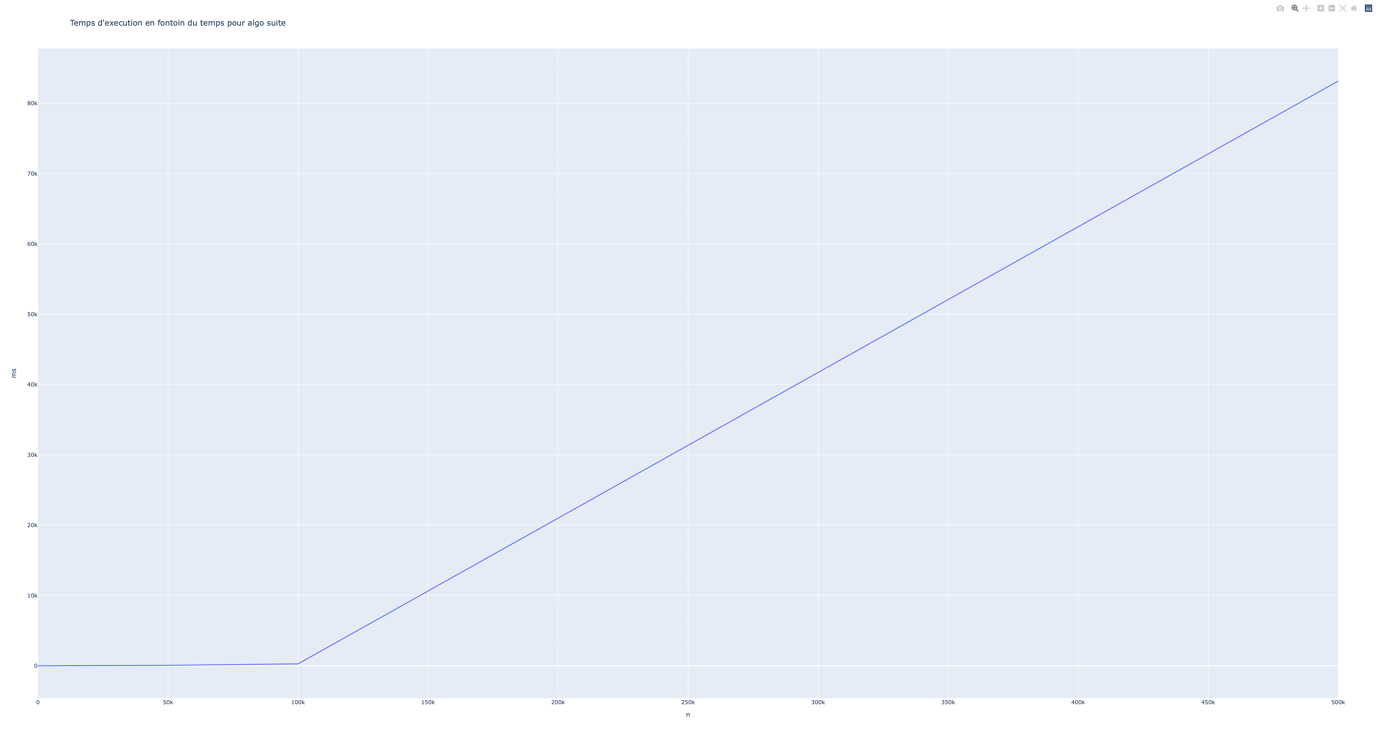 Temps d'execution en fontoin du temps pour algo suite
80k
70k
60k
50k
40k
30k
20k
10k
0
ms
0 50k 100k 150k 200k 250k 300k 350k 400k 450k 500k
n